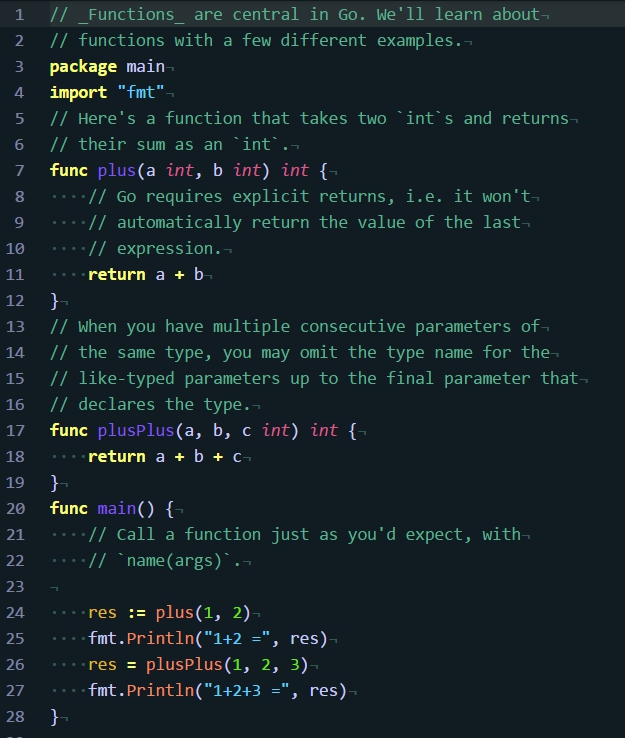 1 // _Functions_ are central in Go. We'll learn about¬
2 // functions with a few different examples.¬
3 package main¬
4 import "fmt"¬
5 // Here's a function that takes two `int`s and returns¬
6 // their sum as an `int`.¬
7 func plus(a int, b int) int {¬
8 ····// Go requires explicit returns, i.e. it won't¬
9 ····// automatically return the value of the last¬
10 ····// expression.¬
11 ····return a + b¬
12 }¬
13 // When you have multiple consecutive parameters of¬
14 // the same type, you may omit the type name for the¬
15 // like-typed parameters up to the final parameter that¬
16 // declares the type.¬
17 func plusPlus(a, b, c int) int {¬
18 ····return a + b + c¬
19 }¬
20 func main() {¬
21 ····// Call a function just as you'd expect, with¬
22 ····// `name(args)`.¬
23 ¬
24 ····res := plus(1, 2)¬
25 ····fmt.Println("1+2 =", res)¬
26 ····res = plusPlus(1, 2, 3)¬
27 ····fmt.Println("1+2+3 =", res)¬
28 }¬